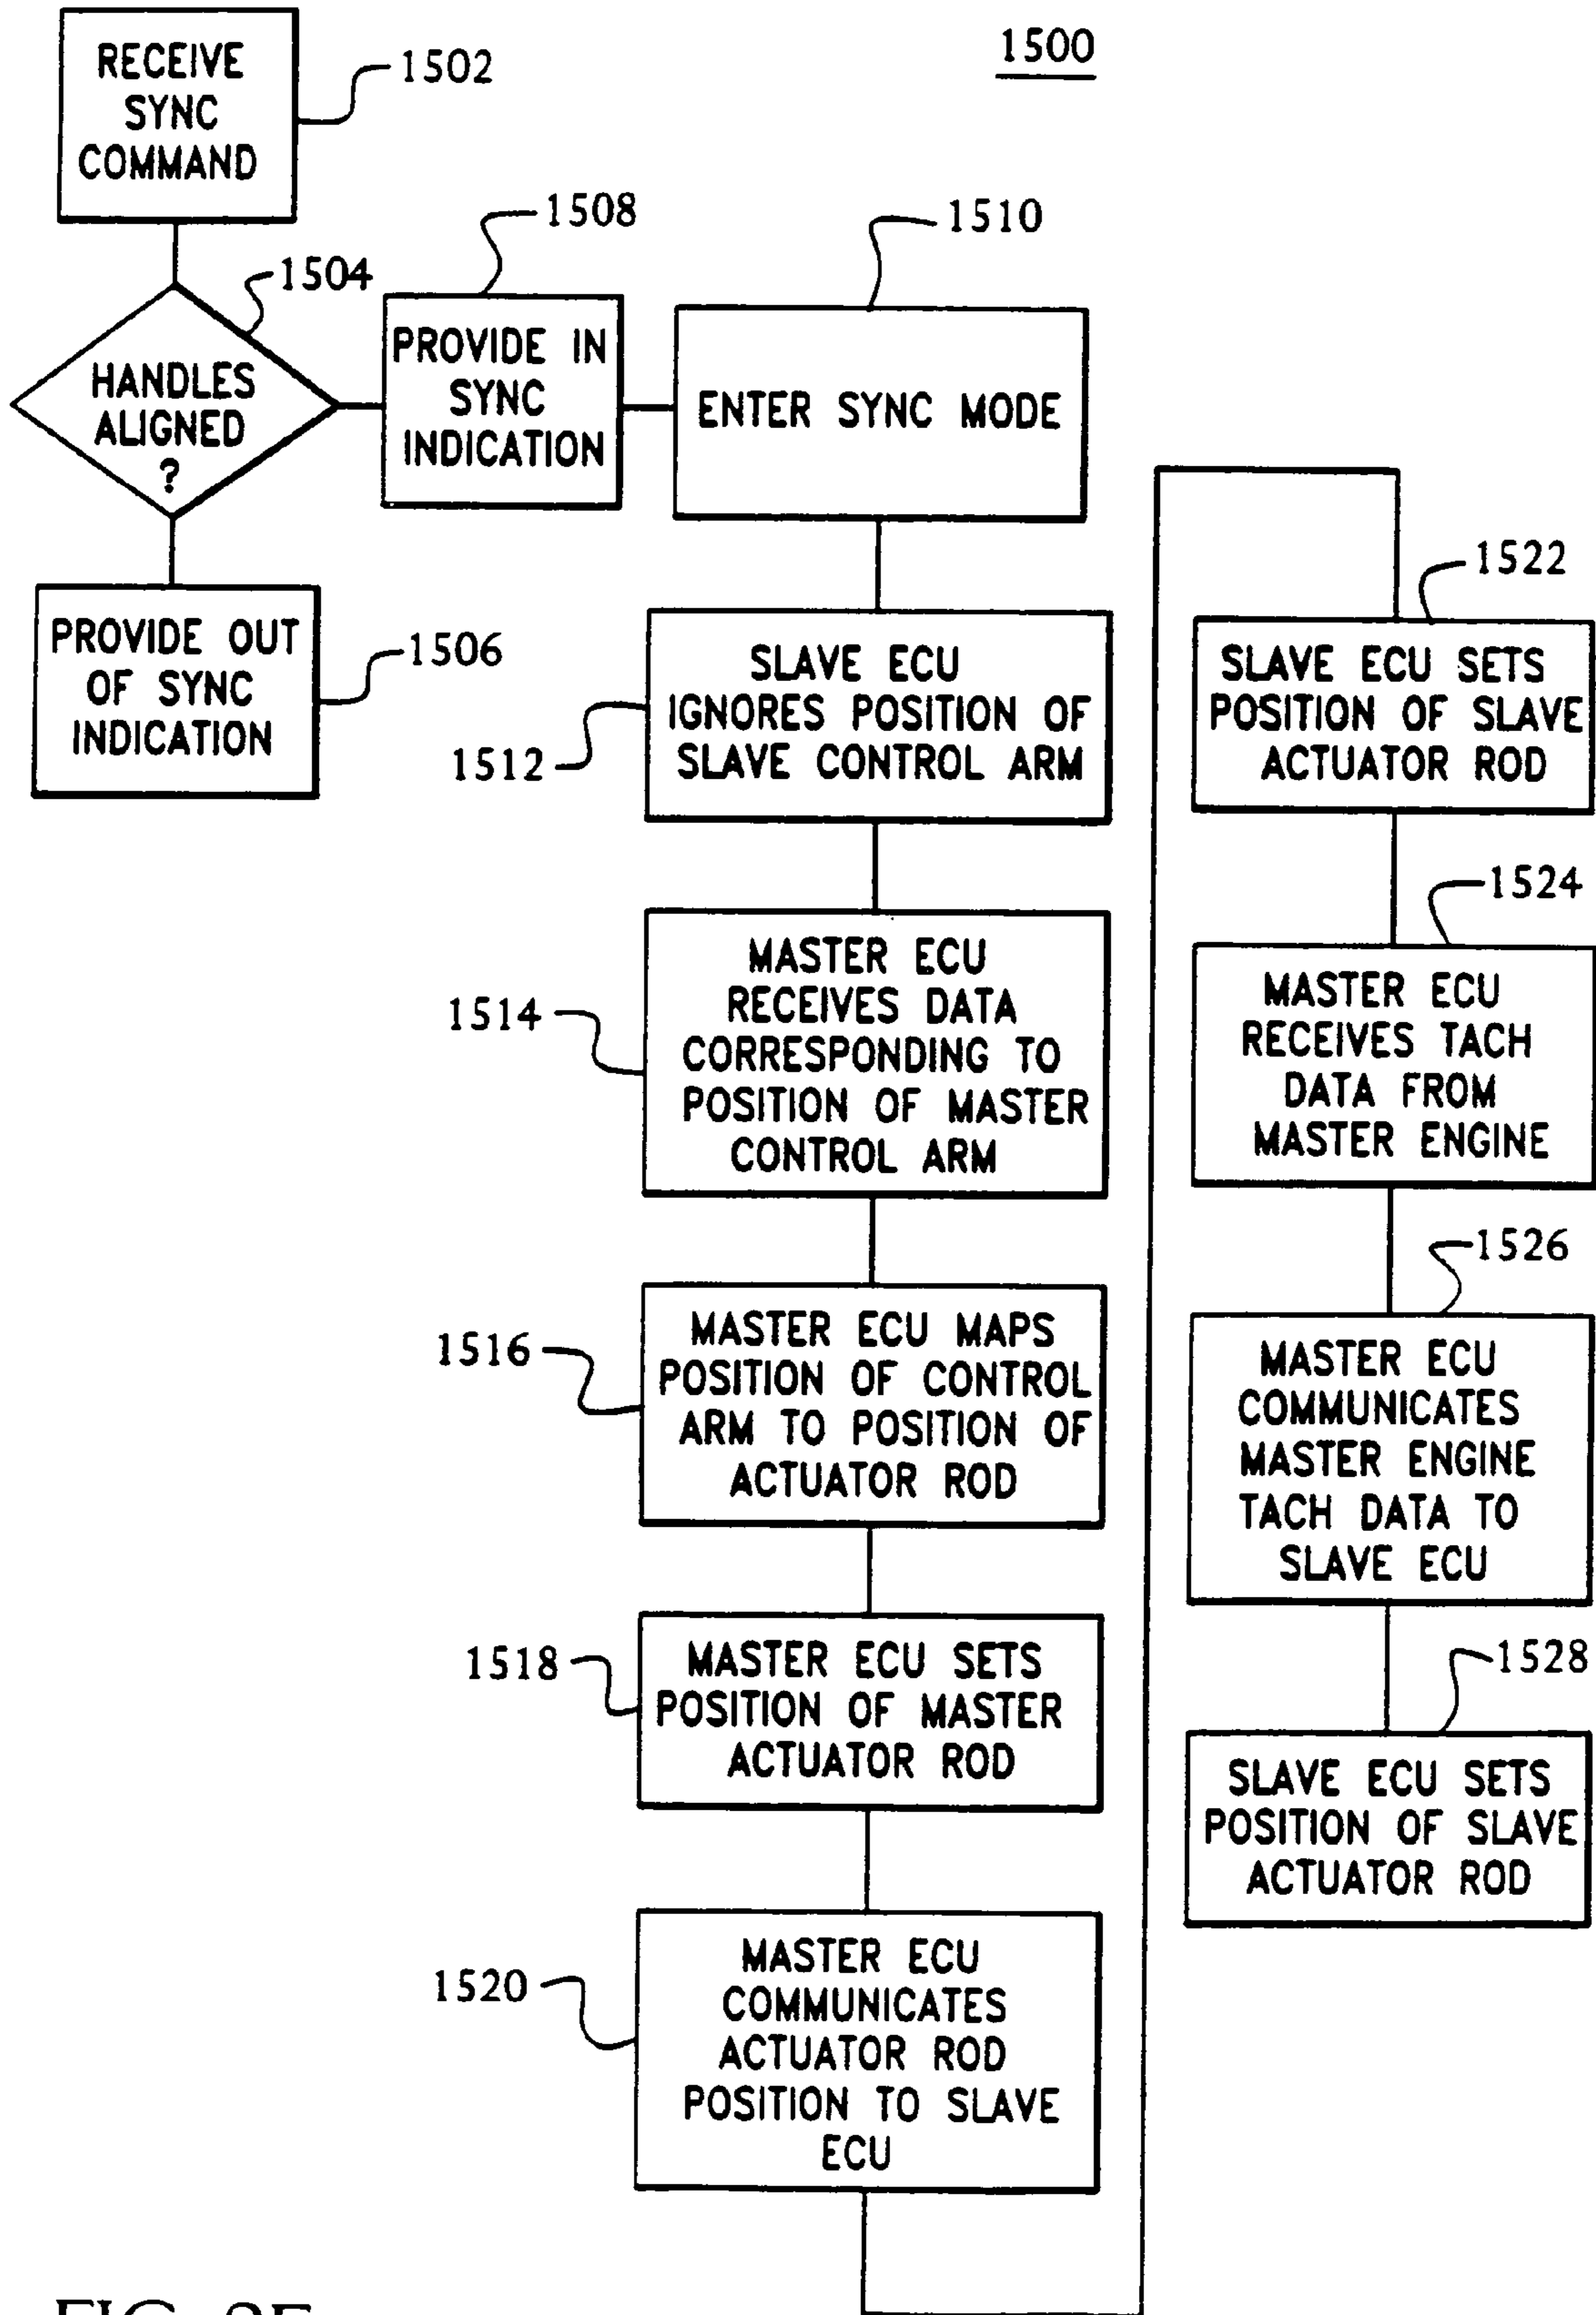 1500
RECEIVE
SYNC
COMMAND
1502
1504
HANDLES
ALIGNED
?
PROVIDE OUT
OF SYNC
INDICATION
1506
1508
PROVIDE IN
SYNC
INDICATION
1510
ENTER SYNC MODE
SLAVE ECU
IGNORES POSITION OF
SLAVE CONTROL ARM
1512
MASTER ECU
RECEIVES DATA
CORRESPONDING TO
POSITION OF MASTER
CONTROL ARM
1514
MASTER ECU MAPS
POSITION OF CONTROL
ARM TO POSITION OF
ACTUATOR ROD
1516
MASTER ECU SETS
POSITION OF MASTER
ACTUATOR ROD
1518
MASTER ECU
COMMUNICATES
ACTUATOR ROD
POSITION TO SLAVE
ECU
1520
1522
SLAVE ECU SETS
POSITION OF SLAVE
ACTUATOR ROD
1524
MASTER ECU
RECEIVES TACH
DATA FROM
MASTER ENGINE
1526
MASTER ECU
COMMUNICATES
MASTER ENGINE
TACH DATA TO
SLAVE ECU
1528
SLAVE ECU SETS
POSITION OF SLAVE
ACTUATOR ROD